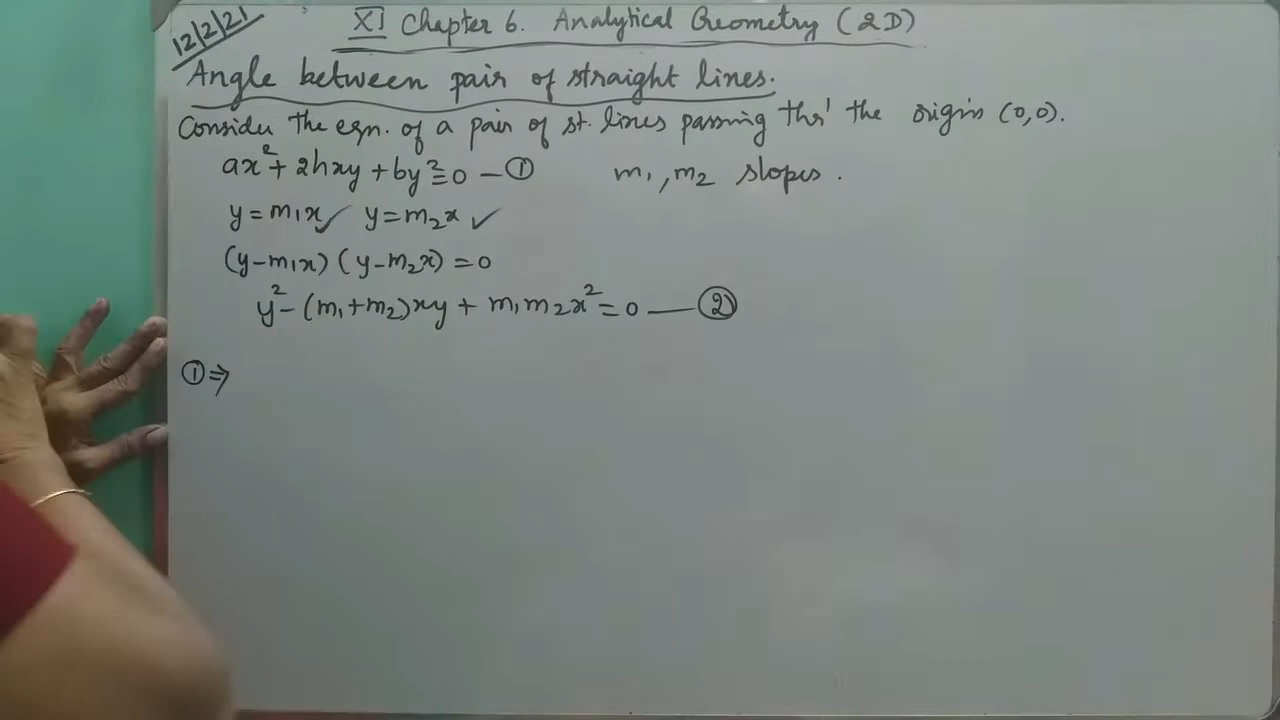 12/2/21
XI Chapter 6. Analytical Geometry (2D)
Angle between pair of straight lines.
Consider the eqn. of a pair of st. lines passing thr' the origin (0,0).
ax²+2hxy+by²=0 — ① m₁, m₂ slopes.
y=m₁x ✓ y=m₂x ✓
(y-m₁x) (y-m₂x) = 0
y²-(m₁+m₂)xy + m₁m₂x² = 0 — ②
①⇒